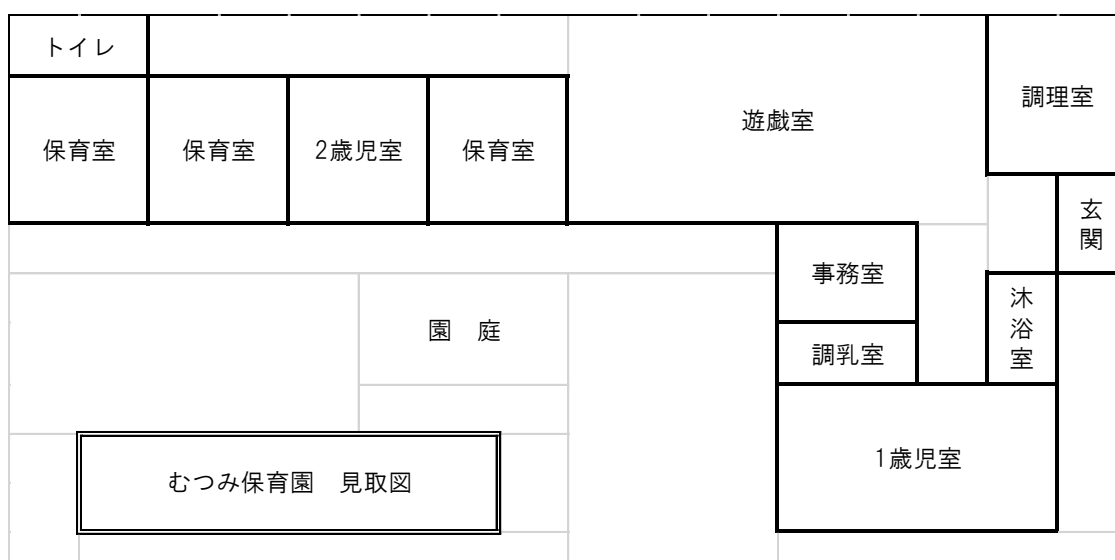 トイレ
調理室
遊戯室
保育室
保育室
2歳児室
保育室
玄関
事務室
沐浴室
園　庭
調乳室
1歳児室
むつみ保育園　見取図